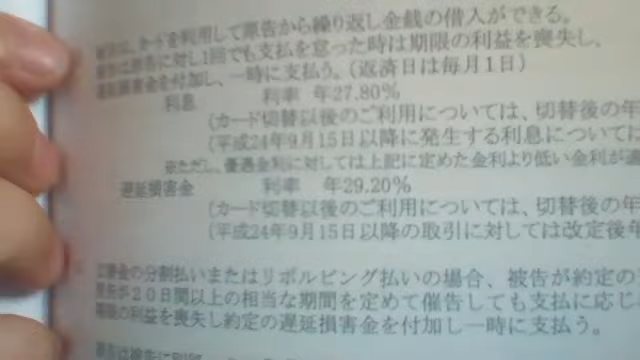 カードを利用して原告から繰り返し金銭の借入ができる。
被告は原告に対し1回でも支払を怠った時は期限の利益を喪失し、
遅延損害金を付加し、一時に支払う。（返済日は毎月1日）
利息 利率 年27.80%
（カード切替以後のご利用については、切替後の年
（平成24年9月15日以降に発生する利息については
※ただし、優遇金利に対しては上記に定めた金利より低い金利が適
遅延損害金 利率 年29.20%
（カード切替以後のご利用については、切替後の年
（平成24年9月15日以降の取引に対しては改定後年
の分割払いまたはリボルビング払いの場合、被告が約定の
が20日間以上の相当な期間を定めて催告しても支払に応じ
期限の利益を喪失し約定の遅延損害金を付加し一時に支払う。